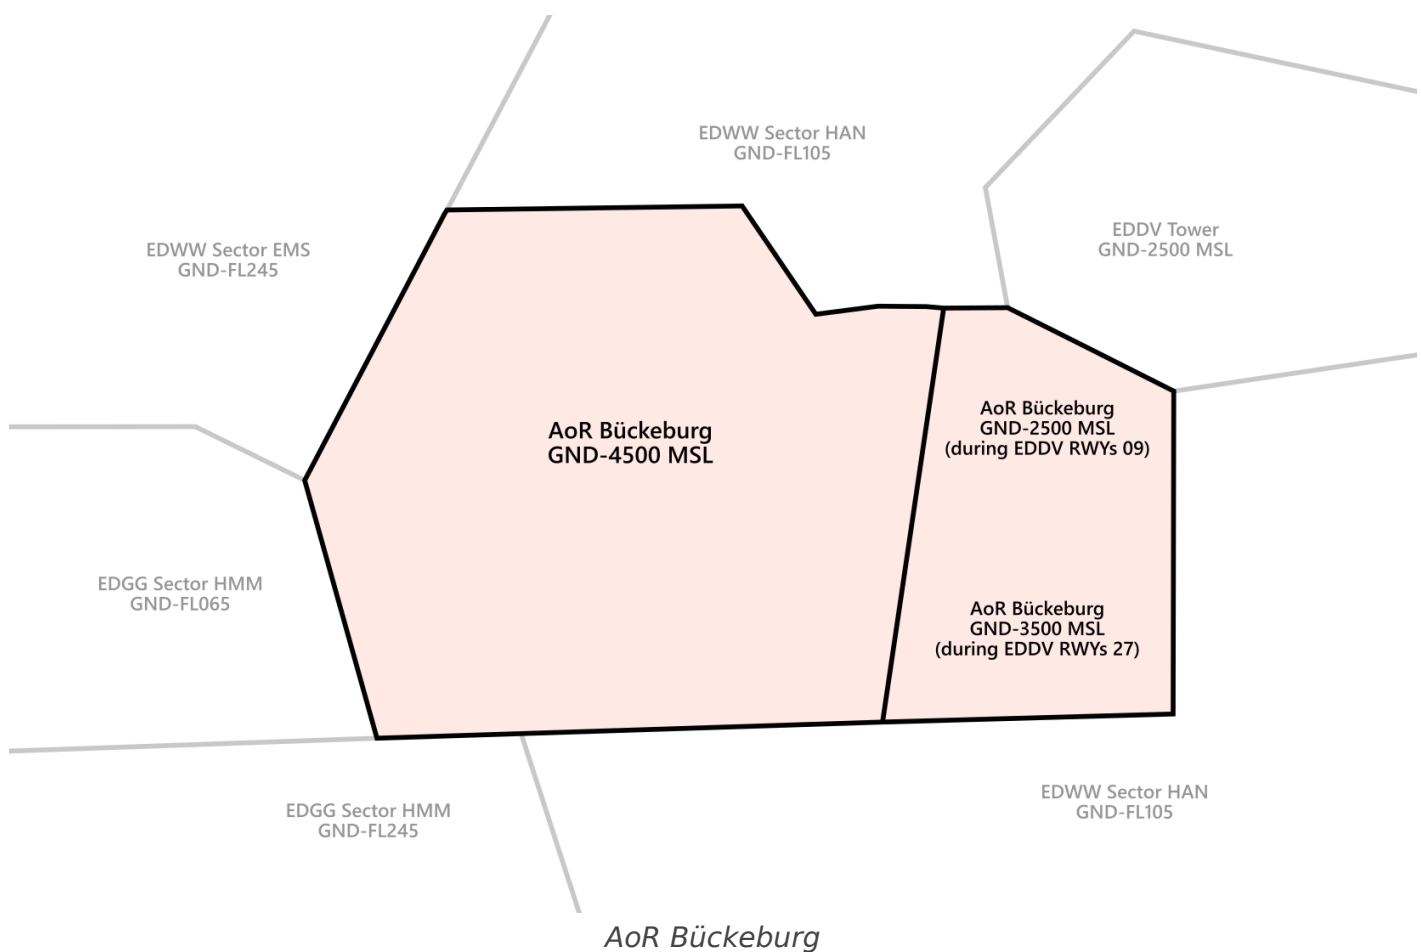 EDWW Sector HAN
GND-FL105
EDDV Tower
GND-2500 MSL
EDWW Sector EMS
GND-FL245
AoR Bückeburg
GND-4500 MSL
AoR Bückeburg
GND-2500 MSL
(during EDDV RWYs 09)
EDGG Sector HMM
GND-FL065
AoR Bückeburg
GND-3500 MSL
(during EDDV RWYs 27)
EDGG Sector HMM
GND-FL245
EDWW Sector HAN
GND-FL105
AoR Bückeburg